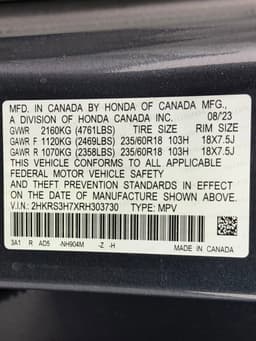 MFD. IN CANADA BY HONDA OF CANADA MFG.,
A DIVISION OF HONDA CANADA INC. 08/'23
GVWR 2160KG (4761LBS) TIRE SIZE RIM SIZE
GAWR F 1120KG (2469LBS) 235/60R18 103H 18X7.5J
GAWR R 1070KG (2358LBS) 235/60R18 103H 18X7.5J
THIS VEHICLE CONFORMS TO ALL APPLICABLE
FEDERAL MOTOR VEHICLE SAFETY
AND THEFT PREVENTION STANDARDS IN EFFECT
ON THE DATE OF MANUFACTURE SHOWN ABOVE.
V.I.N: 2HKRS3H7XRH303730 TYPE: MPV
3A1 R AD5 -NH904M -Z -H MADE IN CANADA